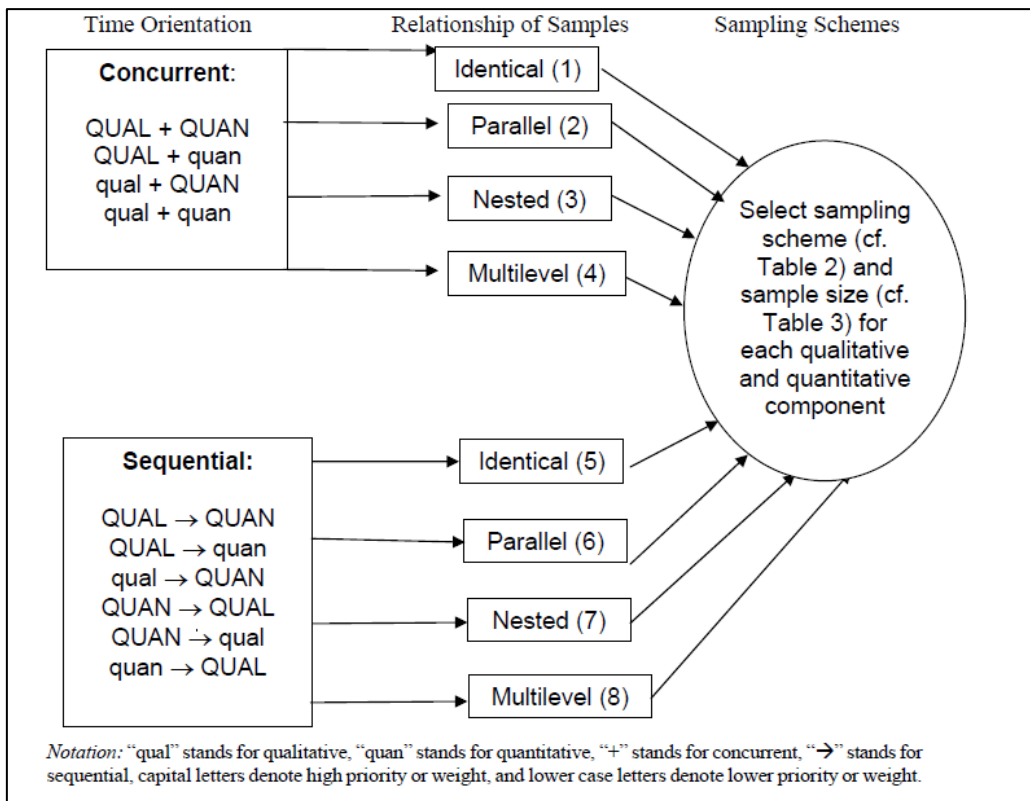 Time Orientation
Relationship of Samples
Sampling Schemes
Concurrent:
QUAL + QUAN
QUAL + quan
qual + QUAN
qual + quan
Identical (1)
Parallel (2)
Nested (3)
Multilevel (4)
Select sampling
scheme (cf.
Table 2) and
sample size (cf.
Table 3) for
each qualitative
and quantitative
component
Sequential:
QUAL → QUAN
QUAL → quan
qual → QUAN
QUAN → QUAL
QUAN → qual
quan → QUAL
Identical (5)
Parallel (6)
Nested (7)
Multilevel (8)
Notation: “qual” stands for qualitative, “quan” stands for quantitative, “+” stands for concurrent, “→” stands for
sequential, capital letters denote high priority or weight, and lower case letters denote lower priority or weight.